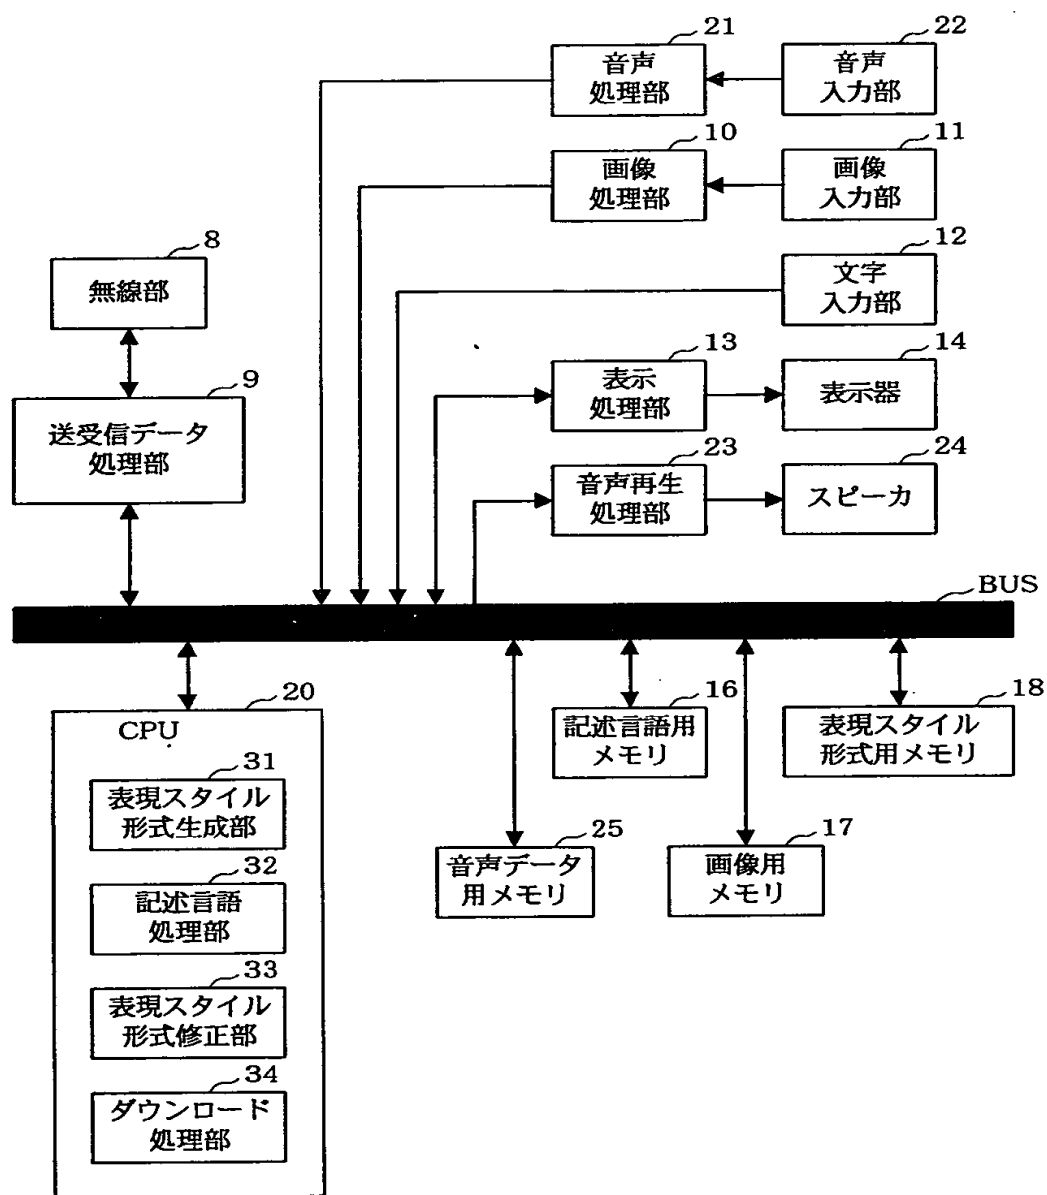 21
音声
処理部
22
音声
入力部
10
画像
処理部
11
画像
入力部
8
無線部
12
文字
入力部
13
表示
処理部
14
表示器
9
送受信データ
処理部
23
音声再生
処理部
24
スピーカ
BUS
20
CPU
31
表現スタイル
形式生成部
32
記述言語
処理部
33
表現スタイル
形式修正部
34
ダウンロード
処理部
16
記述言語用
メモリ
18
表現スタイル
形式用メモリ
25
音声データ
用メモリ
17
画像用
メモリ